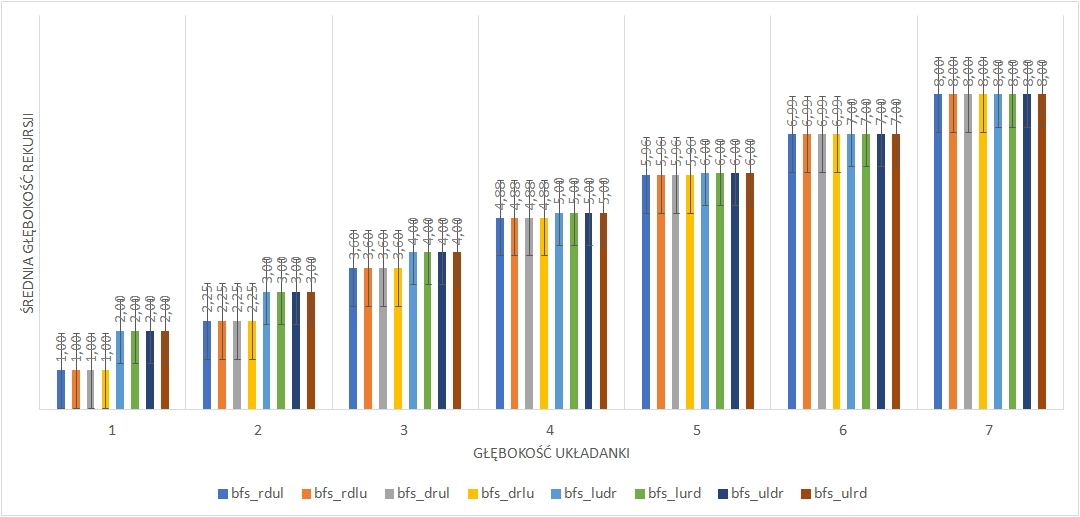 ŚREDNIA GŁĘBOKOŚĆ REKURSJI
1,00 1,00 1,00 1,00 2,00 2,00 2,00 2,00
2,25 2,25 2,25 2,25 3,00 3,00 3,00 3,00
3,60 3,60 3,60 3,60 4,00 4,00 4,00 4,00
4,88 4,88 4,88 4,88 5,00 5,00 5,00 5,00
5,96 5,96 5,96 5,96 6,00 6,00 6,00 6,00
6,99 6,99 6,99 6,99 7,00 7,00 7,00 7,00
8,00 8,00 8,00 8,00 8,00 8,00 8,00 8,00
1 2 3 4 5 6 7
GŁĘBOKOŚĆ UKŁADANKI
bfs_rdul bfs_rdlu bfs_drul bfs_drlu bfs_ludr bfs_lurd bfs_uldr bfs_ulrd